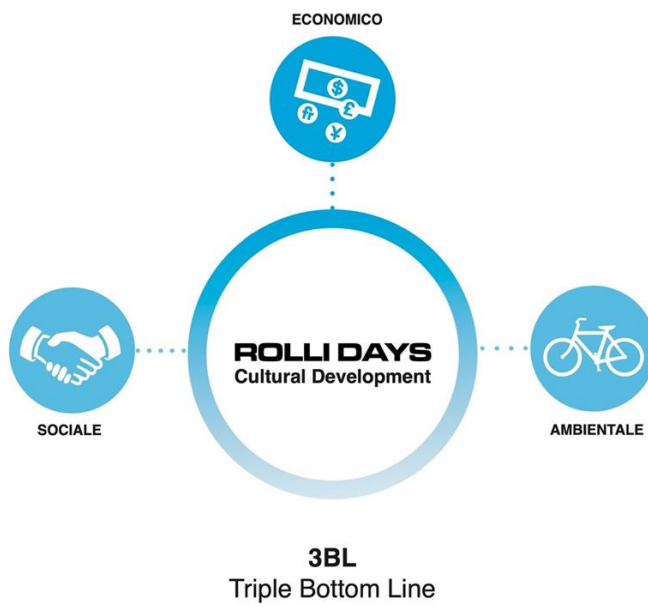 ECONOMICO
$
£
¥
ROLLI DAYS
Cultural Development
SOCIALE
AMBIENTALE
3BL
Triple Bottom Line